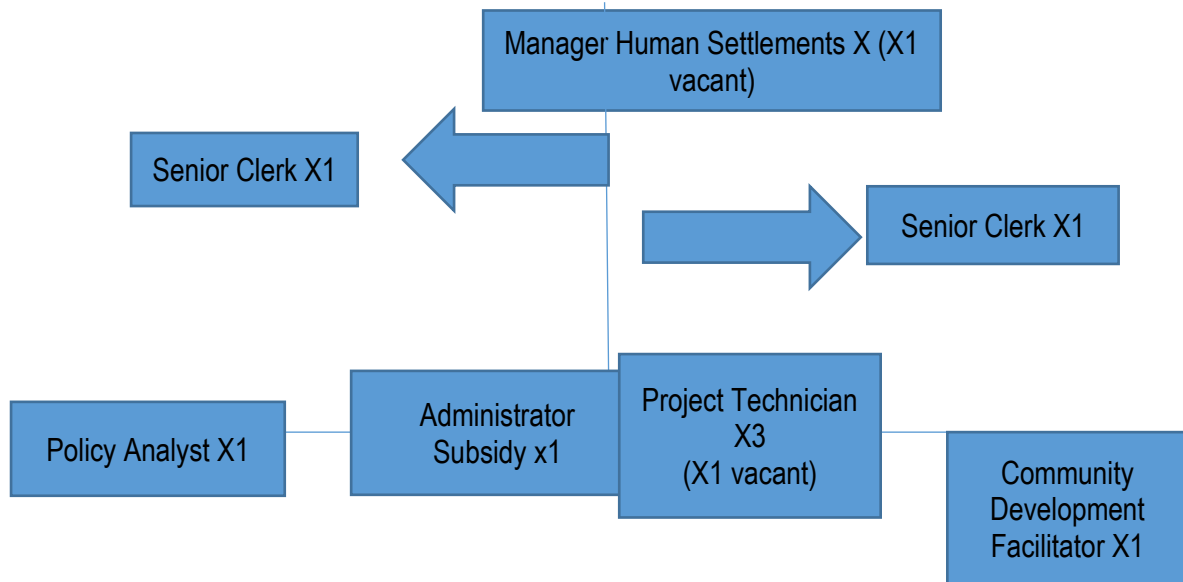 Manager Human Settlements X (X1
vacant)
Senior Clerk X1
Senior Clerk X1
Policy Analyst X1
Administrator
Subsidy x1
Project Technician
X3
(X1 vacant)
Community
Development
Facilitator X1